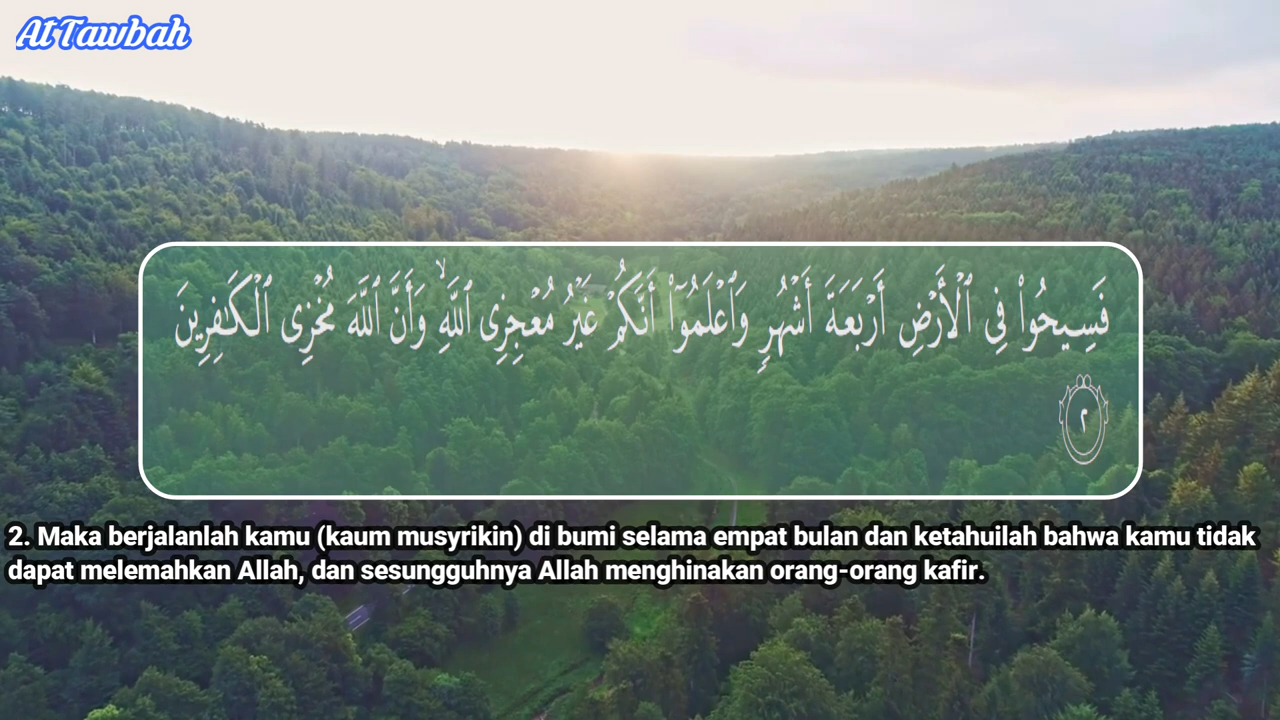 At Tawbah
فَسِيحُوا۟ فِى ٱلْأَرْضِ أَرْبَعَةَ أَشْهُرٍ وَٱعْلَمُوٓا۟ أَنَّكُمْ غَيْرُ مُعْجِزِى ٱللَّهِ ۙ وَأَنَّ ٱللَّهَ مُخْزِى ٱلْكَـٰفِرِينَ
٢
2. Maka berjalanlah kamu (kaum musyrikin) di bumi selama empat bulan dan ketahuilah bahwa kamu tidak
dapat melemahkan Allah, dan sesungguhnya Allah menghinakan orang-orang kafir.